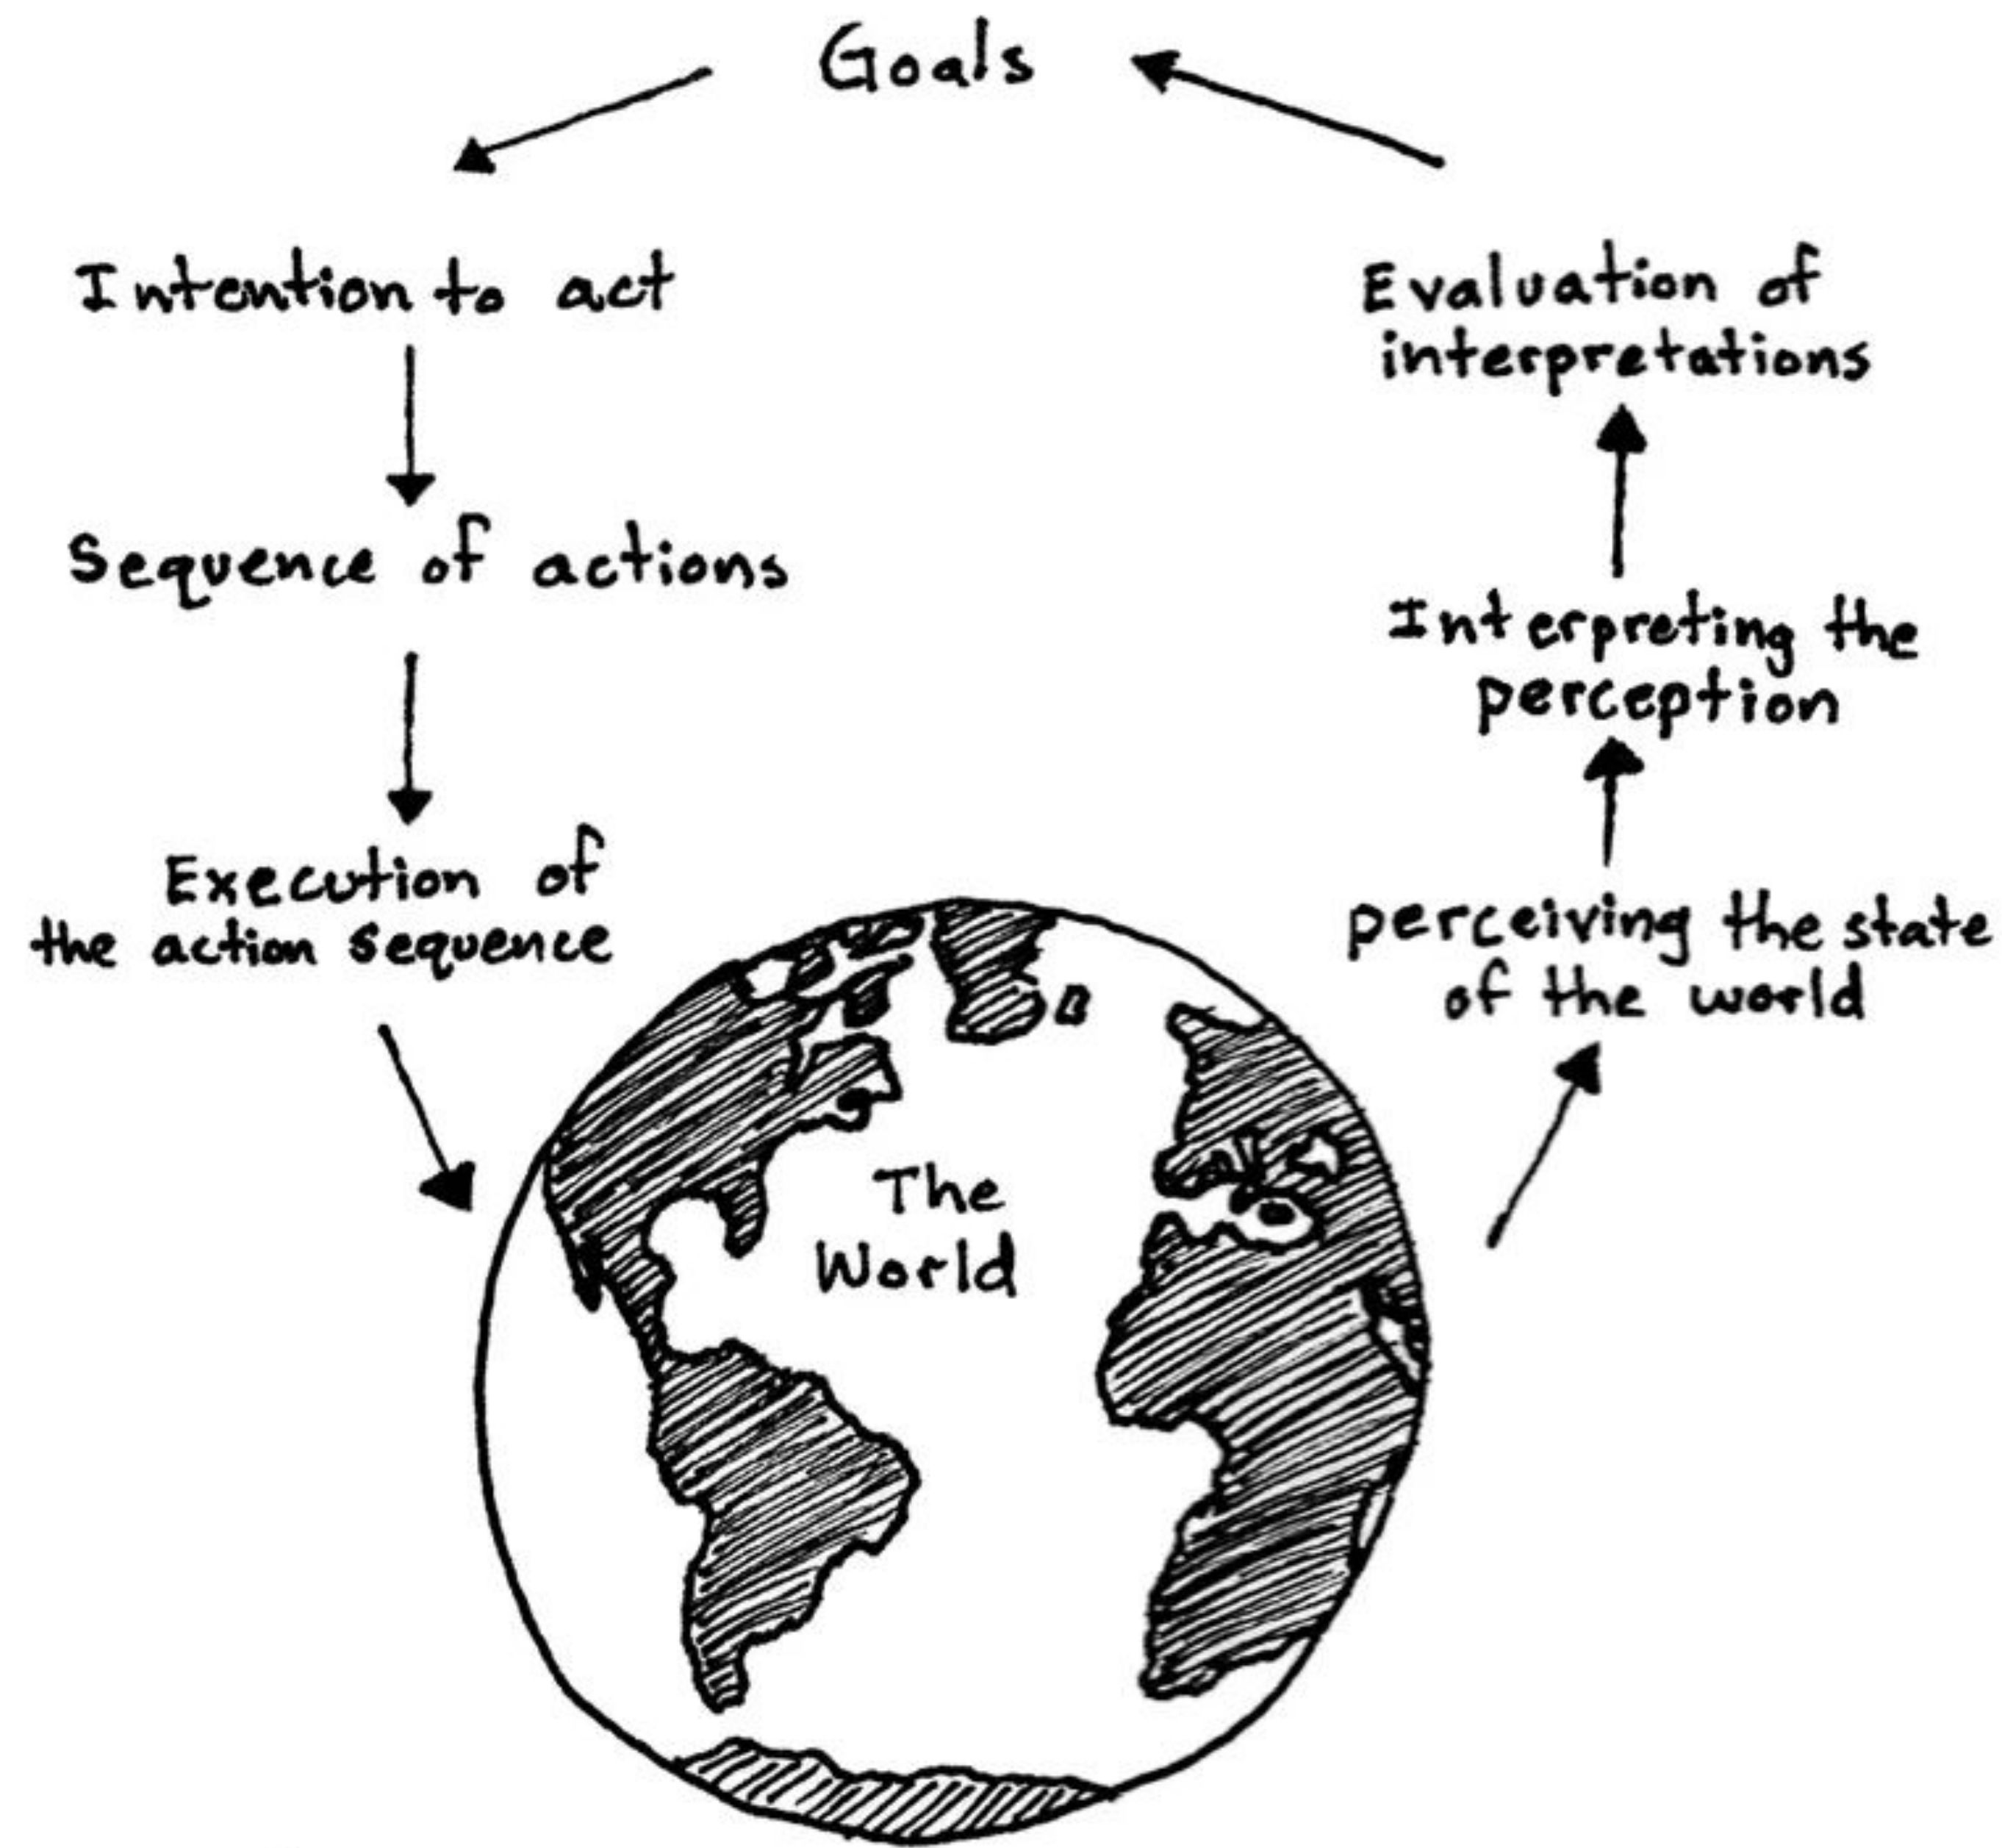 Goals
Intention to act
Sequence of actions
Execution of
the action sequence
The
World
perceiving the state
of the world
Interpreting the
perception
Evaluation of
interpretations